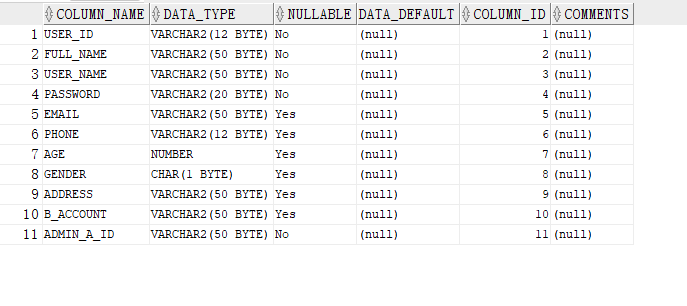 COLUMN_NAME DATA_TYPE NULLABLE DATA_DEFAULT COLUMN_ID COMMENTS
1 USER_ID VARCHAR2(12 BYTE) No (null) 1 (null)
2 FULL_NAME VARCHAR2(50 BYTE) No (null) 2 (null)
3 USER_NAME VARCHAR2(50 BYTE) No (null) 3 (null)
4 PASSWORD VARCHAR2(20 BYTE) No (null) 4 (null)
5 EMAIL VARCHAR2(50 BYTE) Yes (null) 5 (null)
6 PHONE VARCHAR2(12 BYTE) Yes (null) 6 (null)
7 AGE NUMBER Yes (null) 7 (null)
8 GENDER CHAR(1 BYTE) Yes (null) 8 (null)
9 ADDRESS VARCHAR2(50 BYTE) Yes (null) 9 (null)
10 B_ACCOUNT VARCHAR2(50 BYTE) Yes (null) 10 (null)
11 ADMIN_A_ID VARCHAR2(50 BYTE) No (null) 11 (null)